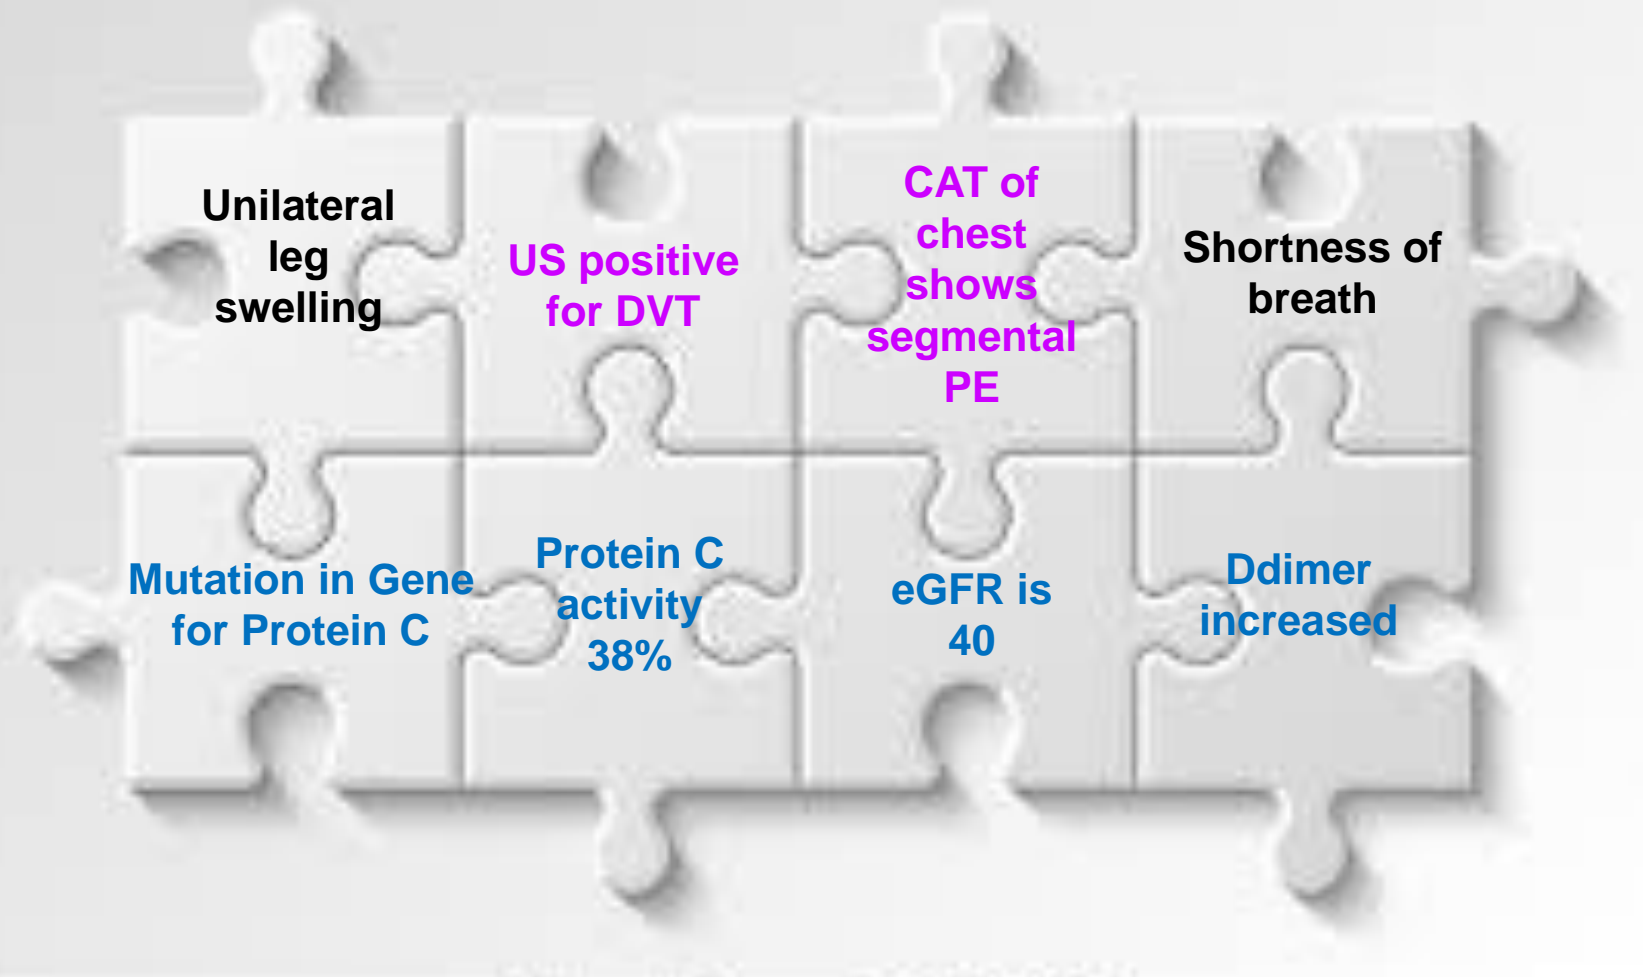 Unilateral
leg
swelling
US positive
for DVT
CAT of
chest
shows
segmental
PE
Shortness of
breath
Mutation in Gene
for Protein C
Protein C
activity
38%
eGFR is
40
Ddimer
increased